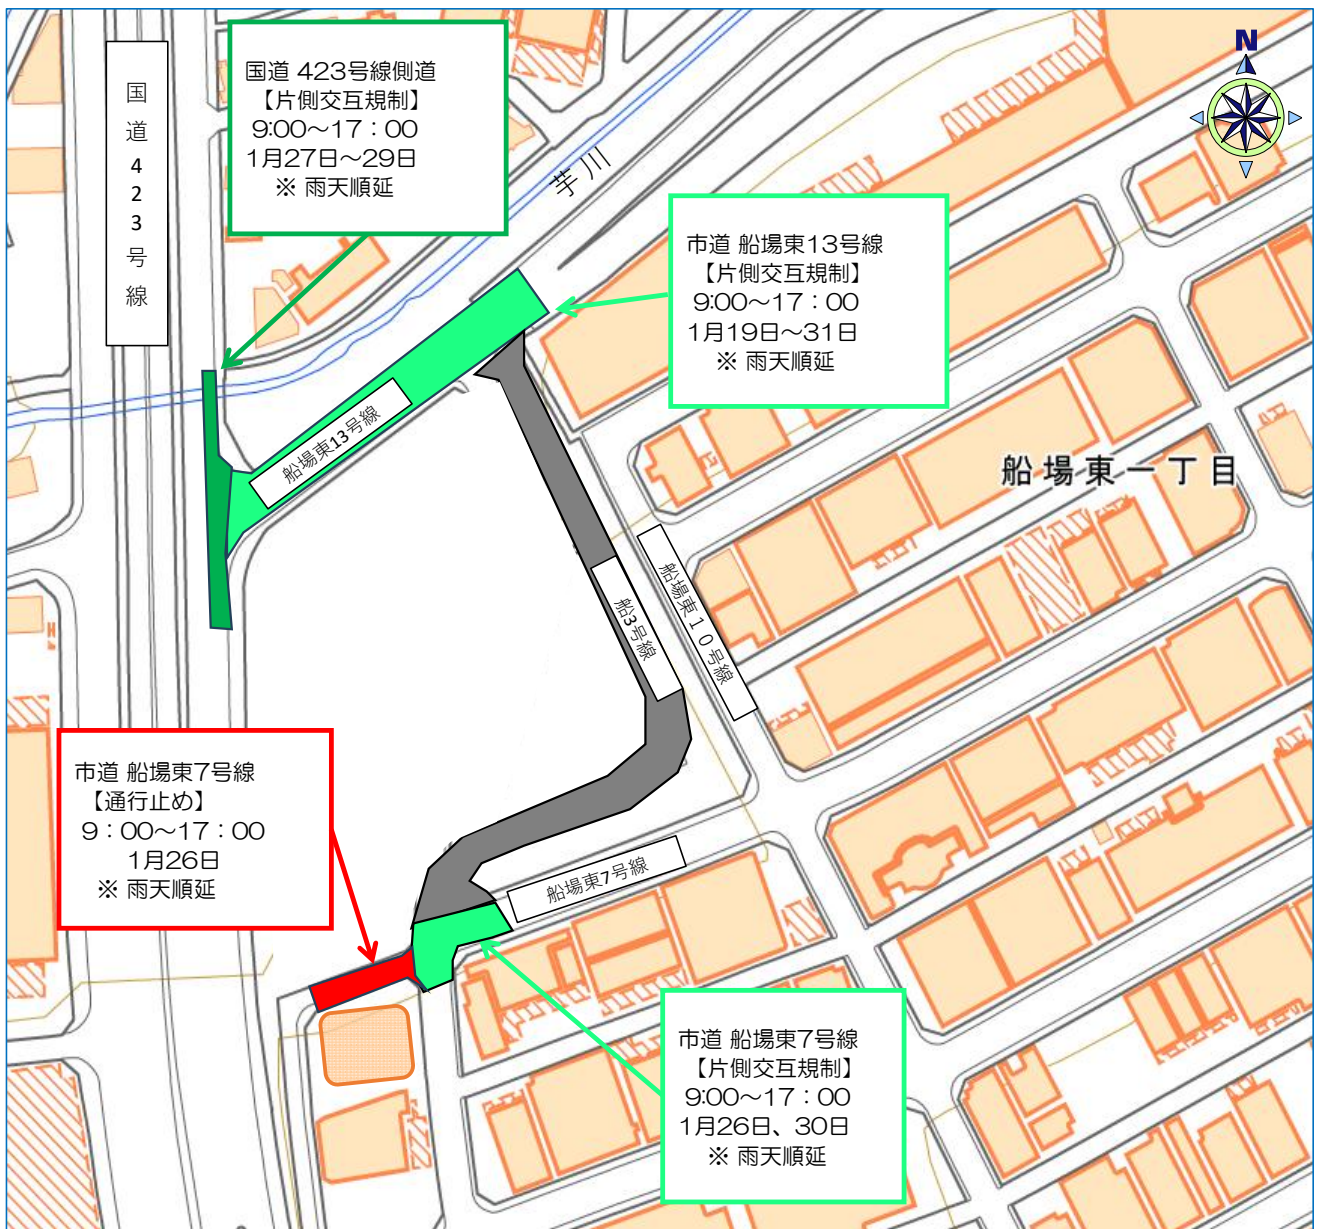 国道423号線
国道 423号線側道
【片側交互規制】
9:00～17：00
1月27日～29日
※ 雨天順延
芋川
N
市道 船場東13号線
【片側交互規制】
9:00～17：00
1月19日～31日
※ 雨天順延
船場東13号線
船場東一丁目
船場東１０号線
船3号線
市道 船場東7号線
【通行止め】
9：00～17：00
1月26日
※ 雨天順延
船場東7号線
市道 船場東7号線
【片側交互規制】
9:00～17：00
1月26日、30日
※ 雨天順延